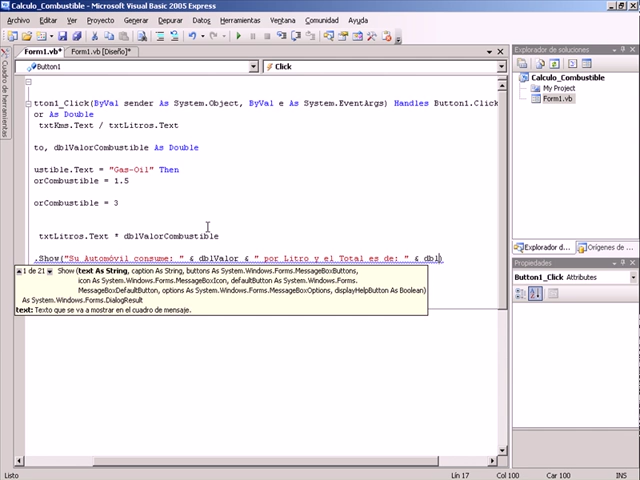 Calculo_Combustible - Microsoft Visual Basic 2005 Express
Archivo Editar Ver Proyecto Generar Depurar Datos Herramientas Ventana Comunidad Ayuda
Form1.vb* Form1.vb [Diseño]*
Cuadro de herramientas
Button1 Click
tton1_Click(ByVal sender As System.Object, ByVal e As System.EventArgs) Handles Button1.Click
or As Double
txtKms.Text / txtLitros.Text
to, dblValorCombustible As Double
ustible.Text = "Gas-Oil" Then
orCombustible = 1.5
orCombustible = 3
txtLitros.Text * dblValorCombustible
.Show("Su Automóvil consume: " & dblValor & " por Litro y el Total es de: " & dbl)
1 de 21 Show (text As String, caption As String, buttons As System.Windows.Forms.MessageBoxButtons,
icon As System.Windows.Forms.MessageBoxIcon, defaultButton As System.Windows.Forms.
MessageBoxDefaultButton, options As System.Windows.Forms.MessageBoxOptions, displayHelpButton As Boolean)
As System.Windows.Forms.DialogResult
text: Texto que se va a mostrar en el cuadro de mensaje.
Explorador de soluciones
Calculo_Combustible
My Project
Form1.vb
Explorador d... Orígenes de...
Propiedades
Button1_Click Attributes
Listo Lín 17 Col 100 Car 100 INS